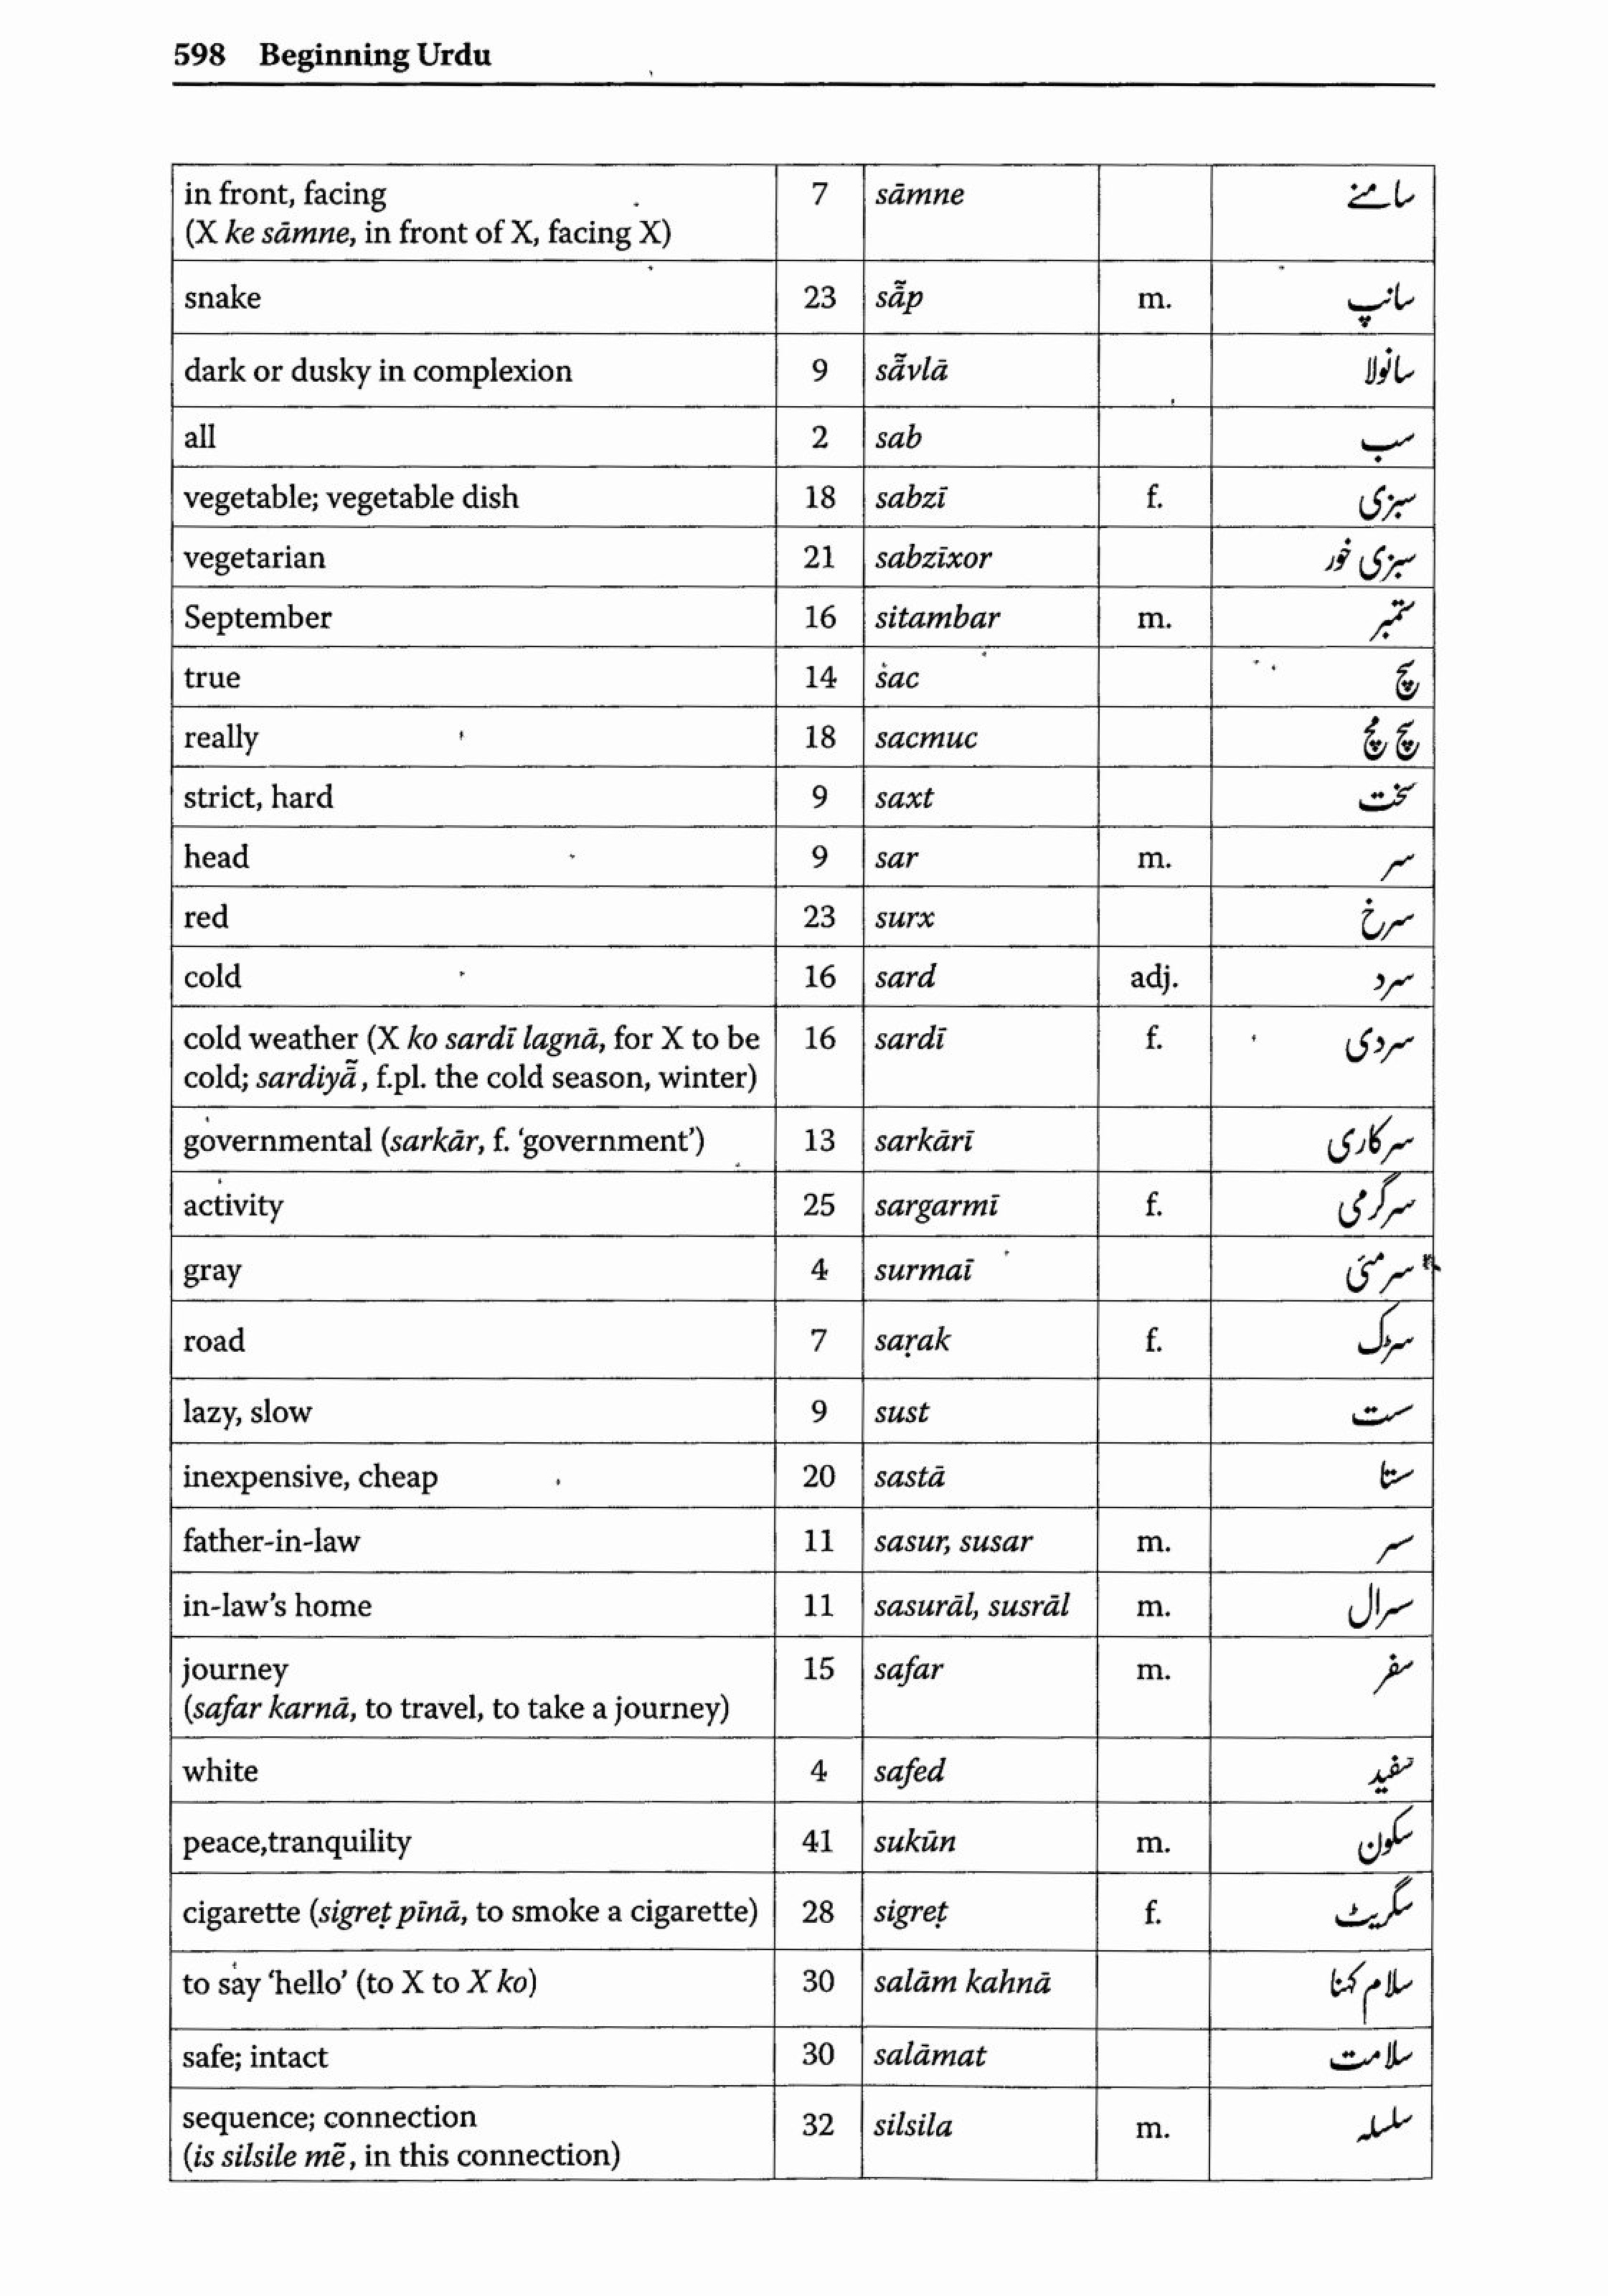 598 Beginning Urdu
in front, facing 7 sāmne سامنے
(X ke sāmne, in front of X, facing X)
snake 23 sā̃p m. سانپ
dark or dusky in complexion 9 sā̃vlā سانولا
all 2 sab سب
vegetable; vegetable dish 18 sabzī f. سبزی
vegetarian 21 sabzīxor سبزی خور
September 16 sitambar m. ستمبر
true 14 sac سچ
really 18 sacmuc سچ مچ
strict, hard 9 saxt سخت
head 9 sar m. سر
red 23 surx سرخ
cold 16 sard adj. سرد
cold weather (X ko sardī lagnā, for X to be 16 sardī f. سردی
cold; sardiyā̃, f.pl. the cold season, winter)
governmental (sarkār, f. ‘government’) 13 sarkārī سرکاری
activity 25 sargarmī f. سرگرمی
gray 4 surmaī سرمئی
road 7 saṛak f. سڑک
lazy, slow 9 sust سست
inexpensive, cheap 20 sastā سستا
father-in-law 11 sasur, susar m. سسر
in-law’s home 11 sasurāl, susrāl m. سسرال
journey 15 safar m. سفر
(safar karnā, to travel, to take a journey)
white 4 safed سفید
peace,tranquility 41 sukūn m. سکون
cigarette (sigreṭ pīnā, to smoke a cigarette) 28 sigreṭ f. سگریٹ
to say ‘hello’ (to X to X ko) 30 salām kahnā سلام کہنا
safe; intact 30 salāmat سلامت
sequence; connection 32 silsila m. سلسلہ
(is silsile mẽ, in this connection)